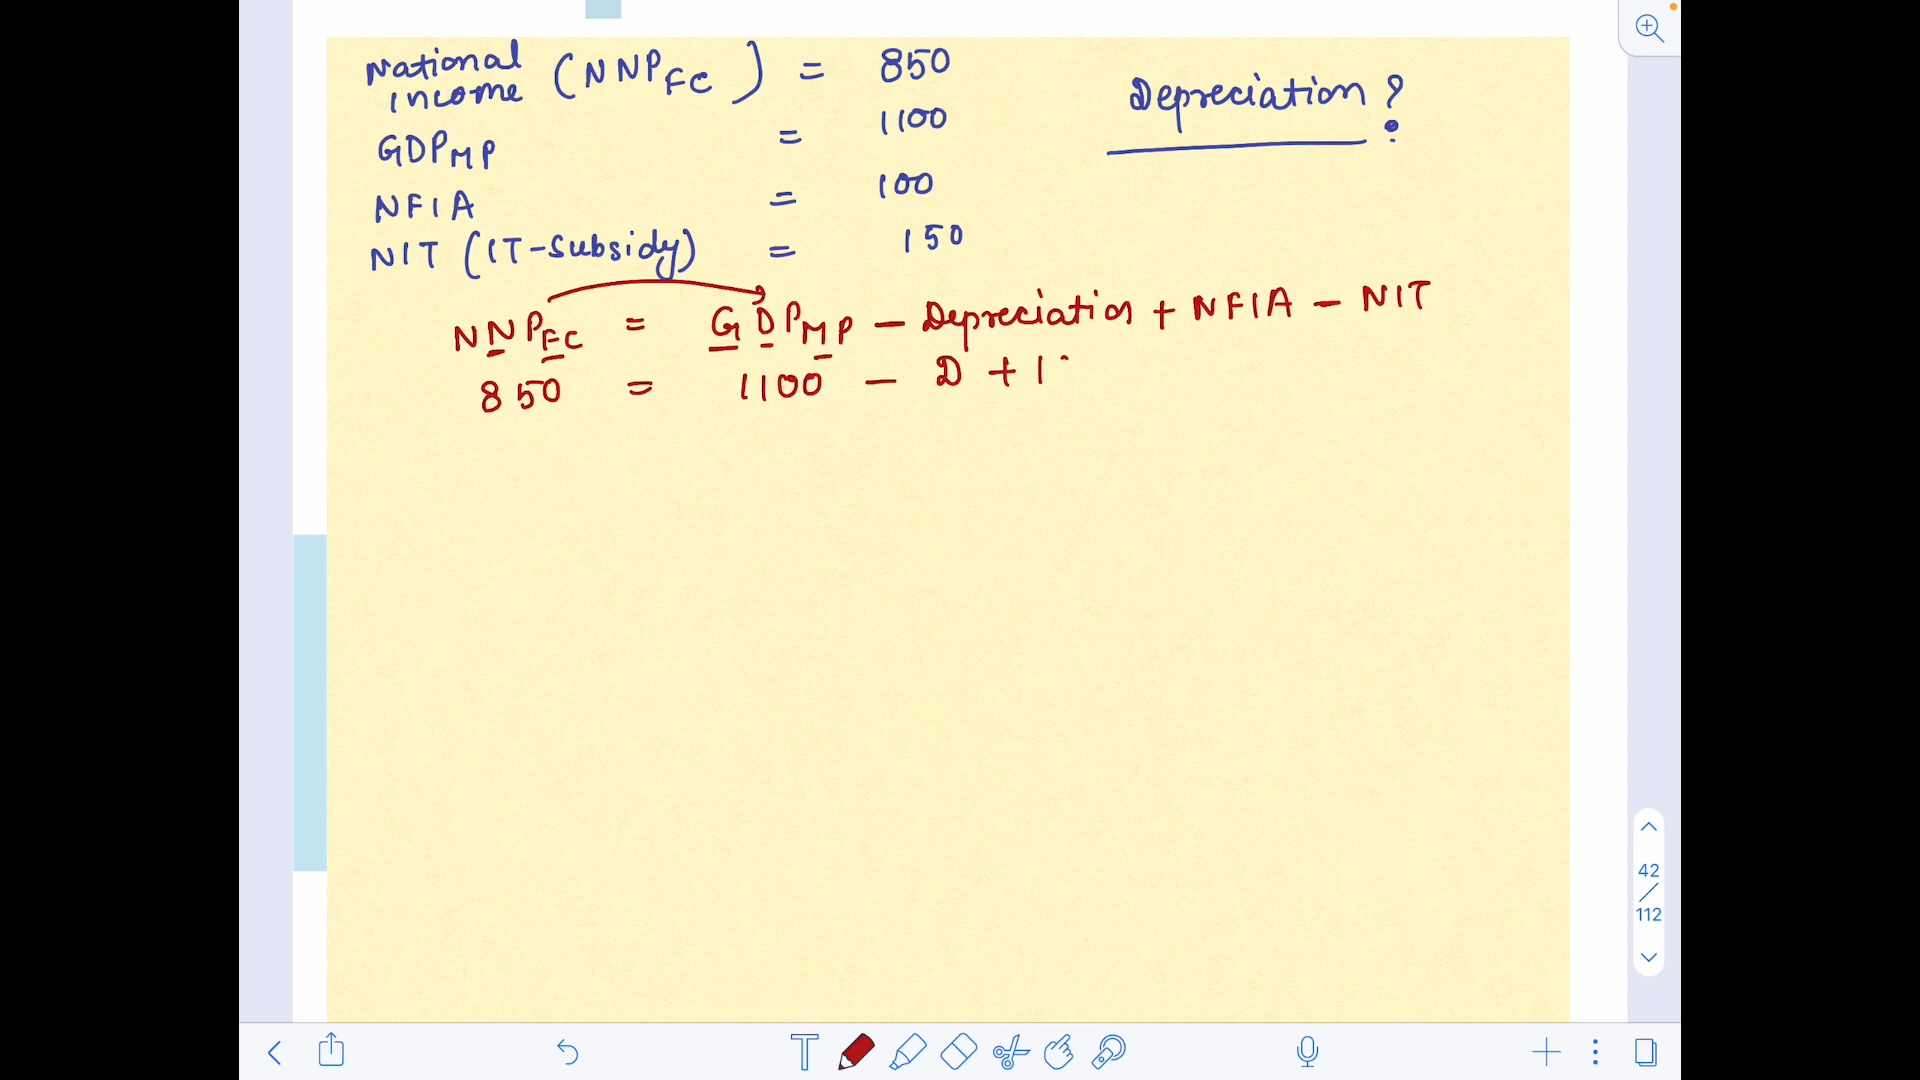 National income (NNPFC) = 850
GDPMP = 1100
NFIA = 100
NIT (IT-Subsidy) = 150
Depreciation ?
NNPFC = GDPMP - Depreciation + NFIA - NIT
850 = 1100 - D + 1
42
/
112
T